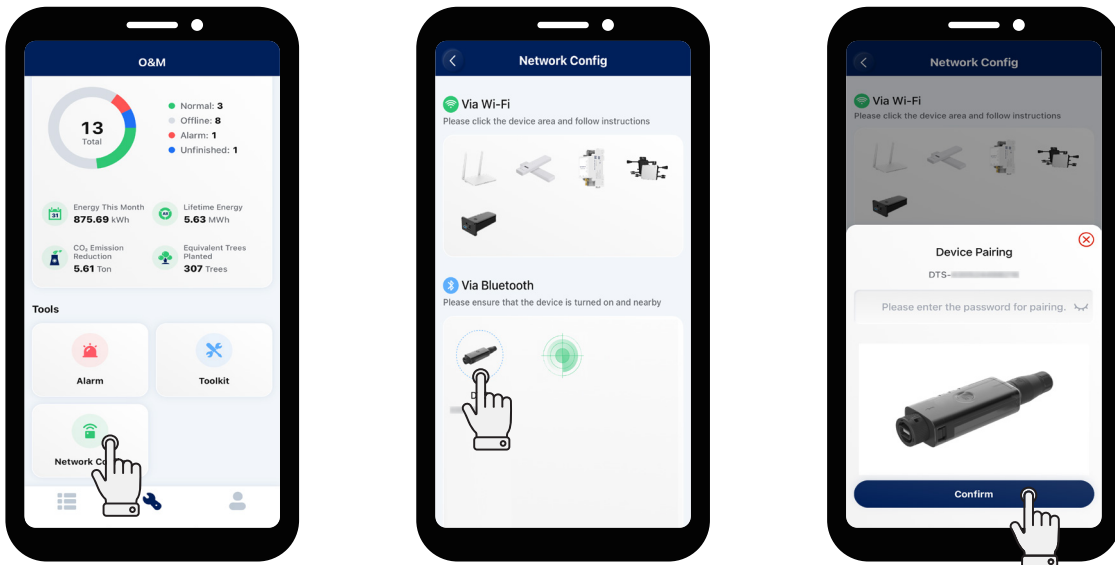 O&M
13
Total
Normal: 3
Offline: 8
Alarm: 1
Unfinished: 1
31
Energy This Month
875.69 kWh
Lifetime Energy
5.63 MWh
CO₂ Emission
Reduction
5.61 Ton
Equivalent Trees
Planted
307 Trees
Tools
Alarm
Toolkit
Network Co
Network Config
Via Wi-Fi
Please click the device area and follow instructions
Via Bluetooth
Please ensure that the device is turned on and nearby
D
Network Config
Via Wi-Fi
Please click the device area and follow instructions
Device Pairing
DTS-
Please enter the password for pairing.
Confirm